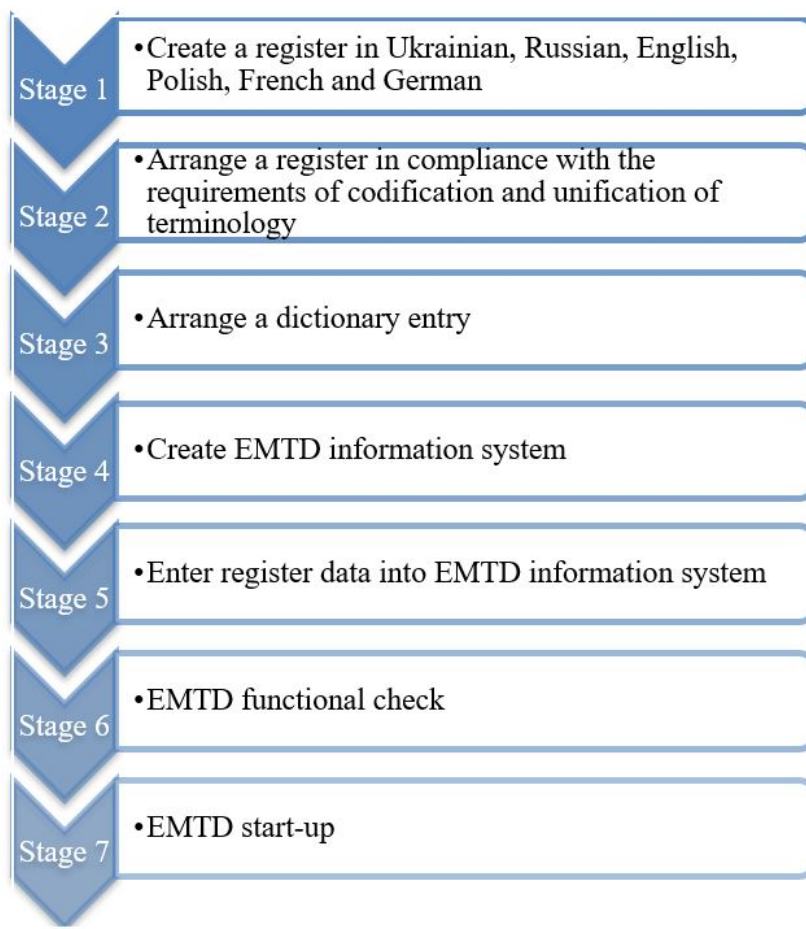 Stage 1
•Create a register in Ukrainian, Russian, English,
Polish, French and German
Stage 2
•Arrange a register in compliance with the
requirements of codification and unification of
terminology
Stage 3
•Arrange a dictionary entry
Stage 4
•Create EMTD information system
Stage 5
•Enter register data into EMTD information system
Stage 6
•EMTD functional check
Stage 7
•EMTD start-up